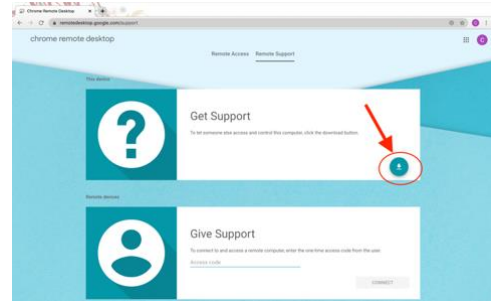 Chrome Remote Desktop
remotedesktop.google.com/support
chrome remote desktop
Remote Access Remote Support
This device
Get Support
To let someone else access and control this computer, click the download button.
Remote devices
Give Support
To connect to and access a remote computer, enter the one-time access code from the user.
Access code
CONNECT